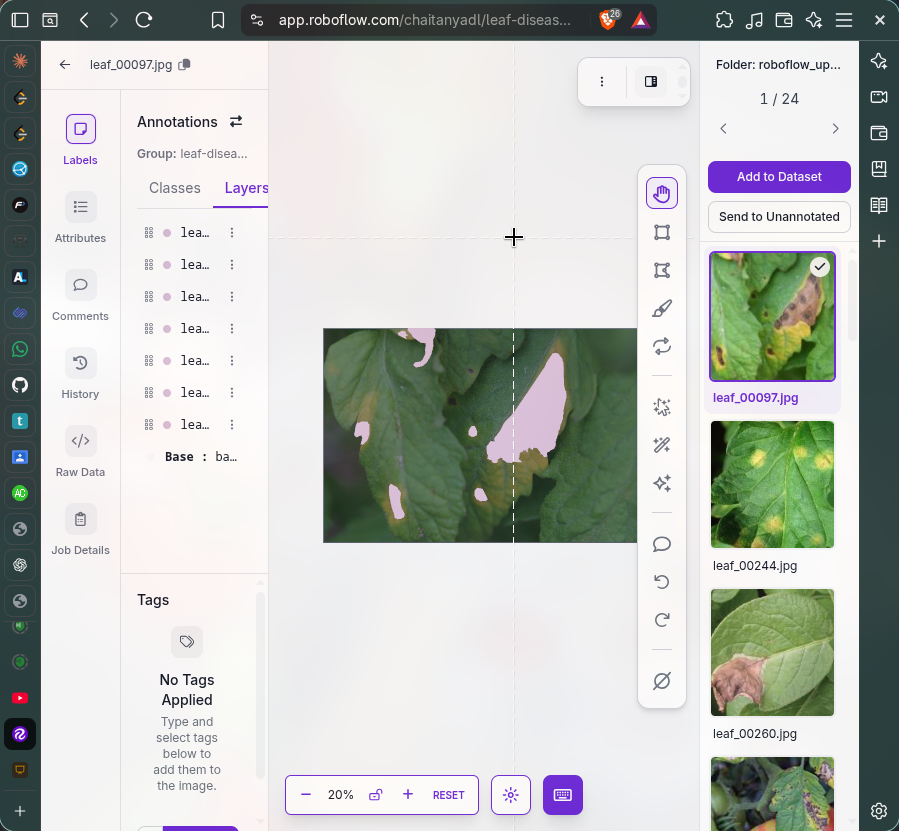 app.roboflow.com/chaitanyadl/leaf-diseas...
26
leaf_00097.jpg
Labels
Attributes
Comments
History
Raw Data
Job Details
Annotations
Group: leaf-disea...
Classes
Layers
lea...
lea...
lea...
lea...
lea...
lea...
lea...
Base : ba...
Tags
No Tags
Applied
Type and
select tags
below to
add them to
the image.
20%
RESET
Folder: roboflow_up...
1 / 24
Add to Dataset
Send to Unannotated
leaf_00097.jpg
leaf_00244.jpg
leaf_00260.jpg
F
A.
t
AC